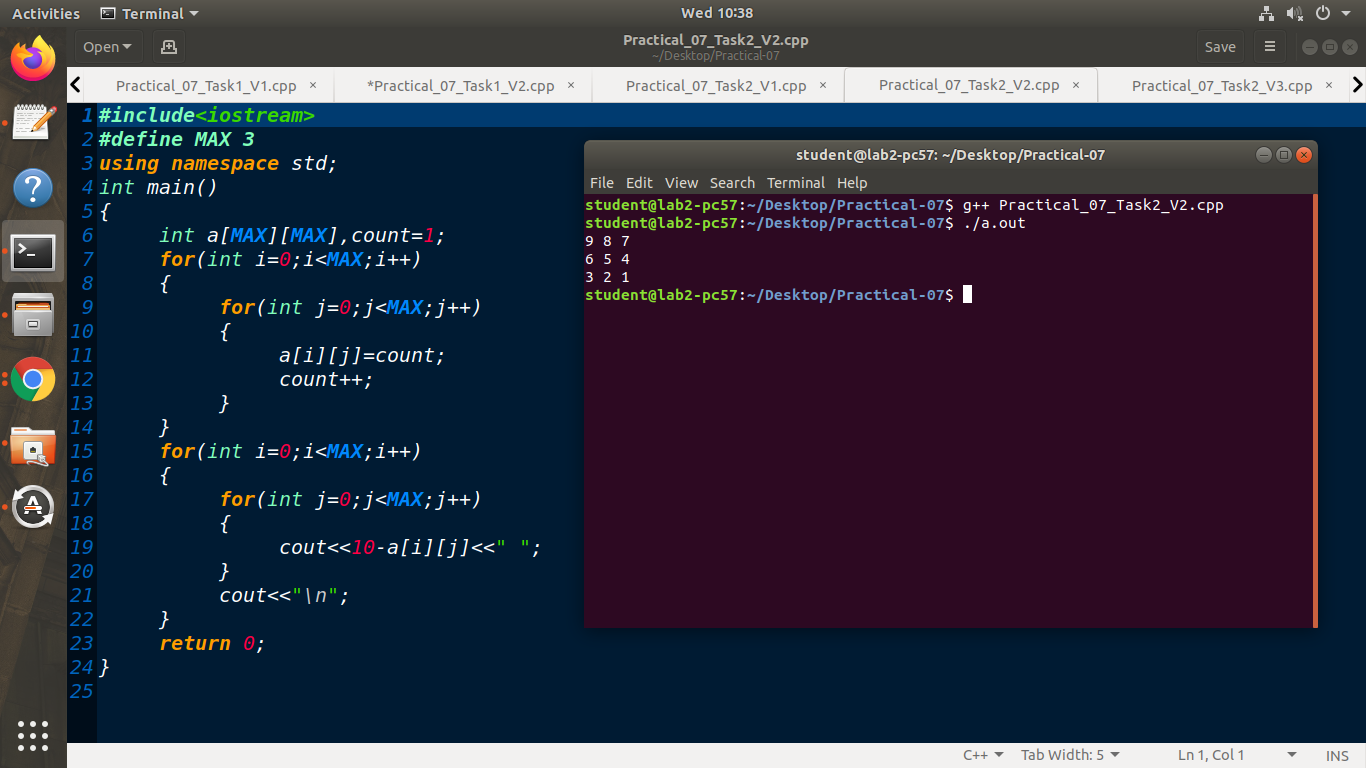 Activities Terminal Wed 10:38
Open Practical_07_Task2_V2.cpp Save
~/Desktop/Practical-07
Practical_07_Task1_V1.cpp × *Practical_07_Task1_V2.cpp × Practical_07_Task2_V1.cpp × Practical_07_Task2_V2.cpp × Practical_07_Task2_V3.cpp ×
1 #include<iostream>
2 #define MAX 3
3 using namespace std;
4 int main()
5 {
6 int a[MAX][MAX],count=1;
7 for(int i=0;i<MAX;i++)
8 {
9 for(int j=0;j<MAX;j++)
10 {
11 a[i][j]=count;
12 count++;
13 }
14 }
15 for(int i=0;i<MAX;i++)
16 {
17 for(int j=0;j<MAX;j++)
18 {
19 cout<<10-a[i][j]<<" ";
20 }
21 cout<<"\n";
22 }
23 return 0;
24 }
25
student@lab2-pc57: ~/Desktop/Practical-07
File Edit View Search Terminal Help
student@lab2-pc57:~/Desktop/Practical-07$ g++ Practical_07_Task2_V2.cpp
student@lab2-pc57:~/Desktop/Practical-07$ ./a.out
9 8 7
6 5 4
3 2 1
student@lab2-pc57:~/Desktop/Practical-07$
C++ Tab Width: 5 Ln 1, Col 1 INS